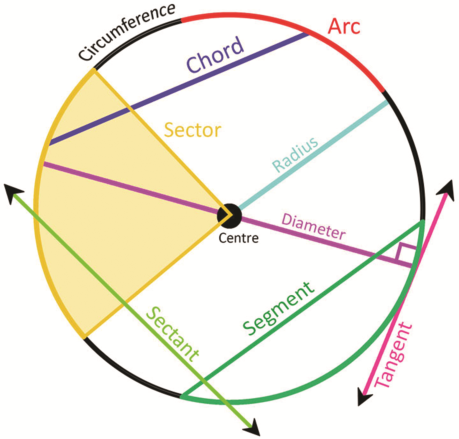 Circumference
Arc
Chord
Sector
Radius
Diameter
Centre
Segment
Sectant
Tangent